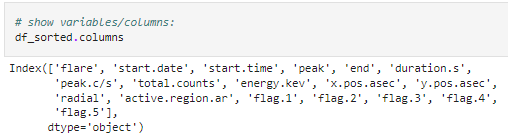 # show variables/columns:
df_sorted.columns
Index(['flare', 'start.date', 'start.time', 'peak', 'end', 'duration.s',
'peak.c/s', 'total.counts', 'energy.kev', 'x.pos.asec', 'y.pos.asec',
'radial', 'active.region.ar', 'flag.1', 'flag.2', 'flag.3', 'flag.4',
'flag.5'],
dtype='object')